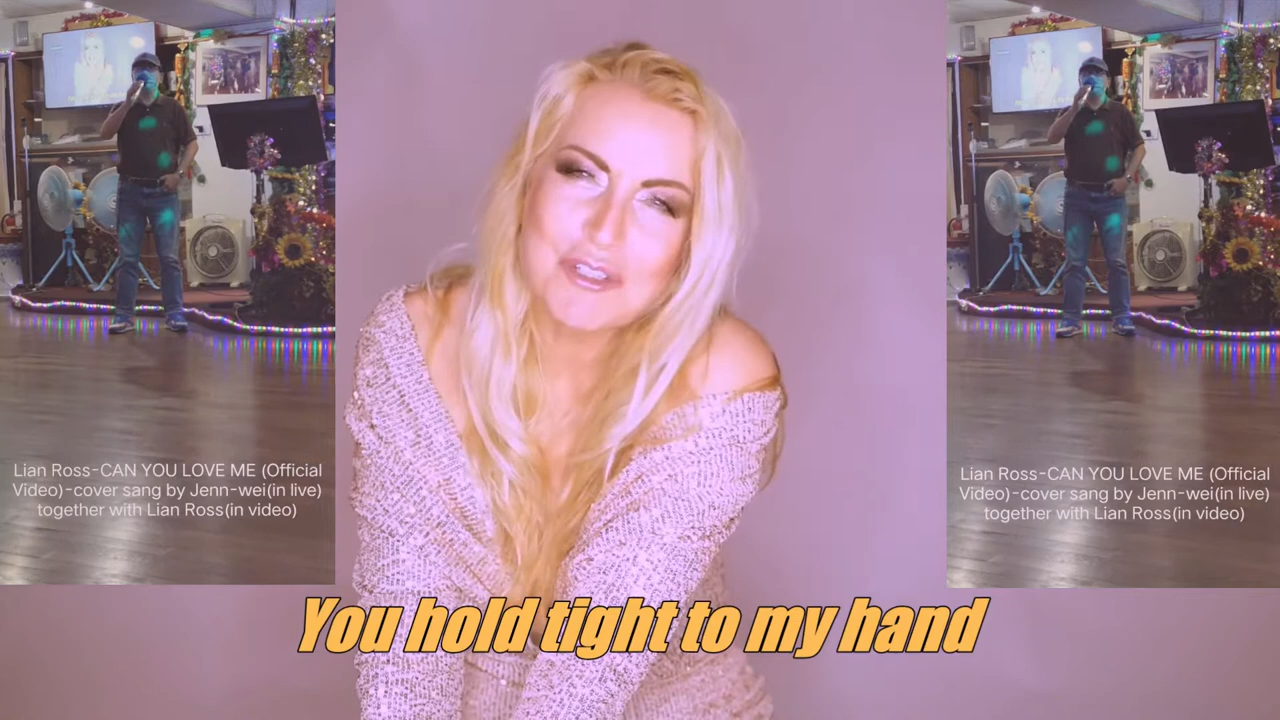 Lian Ross-CAN YOU LOVE ME (Official
Video)-cover sang by Jenn-wei(in live)
together with Lian Ross(in video)
Lian Ross-CAN YOU LOVE ME (Official
Video)-cover sang by Jenn-wei(in live)
together with Lian Ross(in video)
You hold tight to my hand